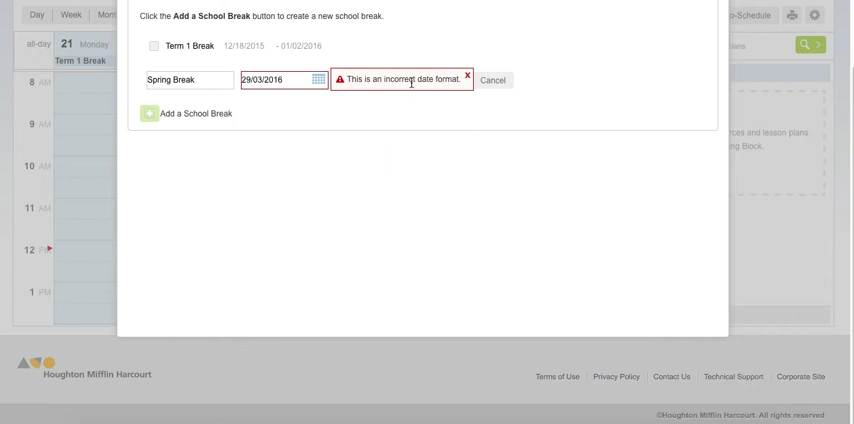 Day Week Mont
o-Schedule
Click the Add a School Break button to create a new school break.
all-day 21 Monday
Term 1 Break 12/18/2015 - 01/02/2016
lans
Term 1 Break
Spring Break 29/03/2016 This is an incorrect date format. x Cancel
8 AM
Add a School Break
9 AM
rces and lesson plans
ng Block.
10 AM
11 AM
12 PM
1 PM
Houghton Mifflin Harcourt
Terms of Use Privacy Policy Contact Us Technical Support Corporate Site
©Houghton Mifflin Harcourt. All rights reserved